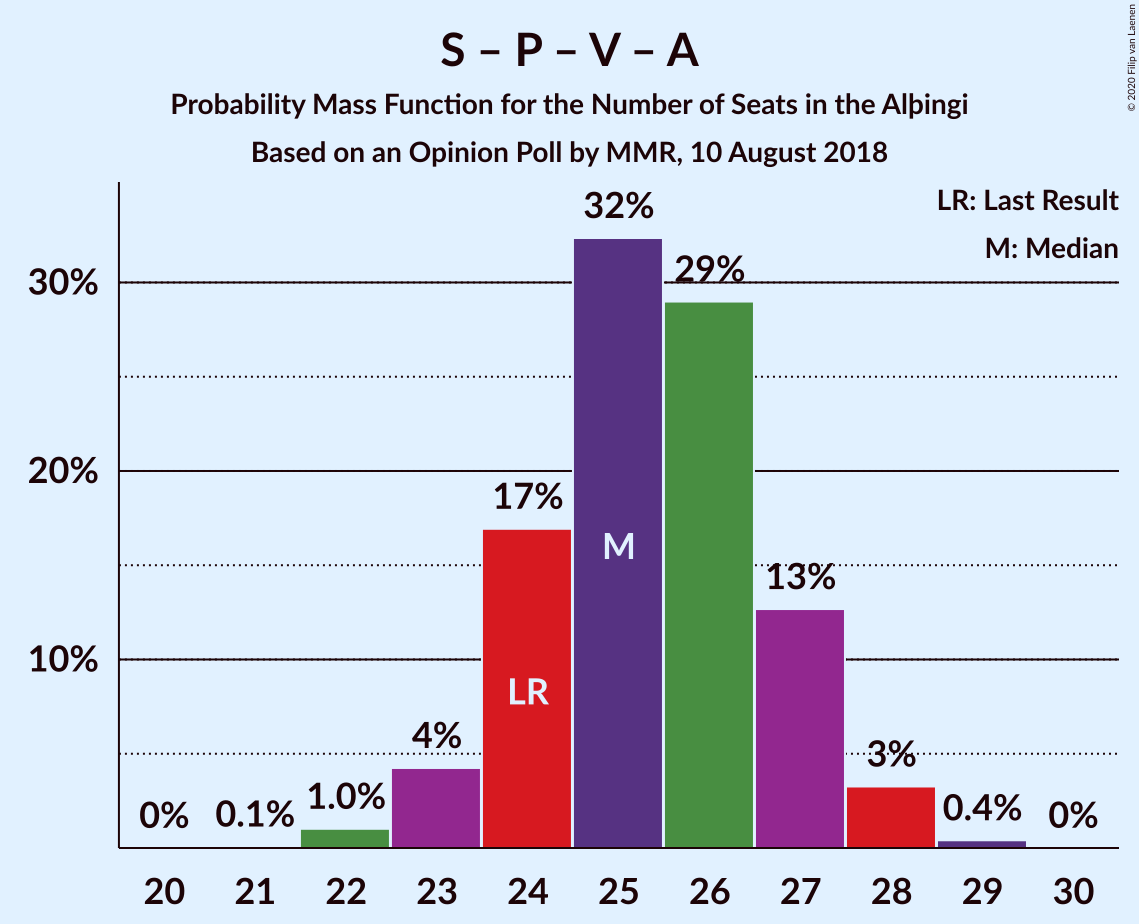 S – P – V – A
Probability Mass Function for the Number of Seats in the Alþingi
Based on an Opinion Poll by MMR, 10 August 2018
© 2020 Filip van Laenen
LR: Last Result
M: Median
32%
29%
30%
20%
17%
M
13%
10%
LR
4%
3%
0%
0.1%
1.0%
0.4%
0%
20 21 22 23 24 25 26 27 28 29 30